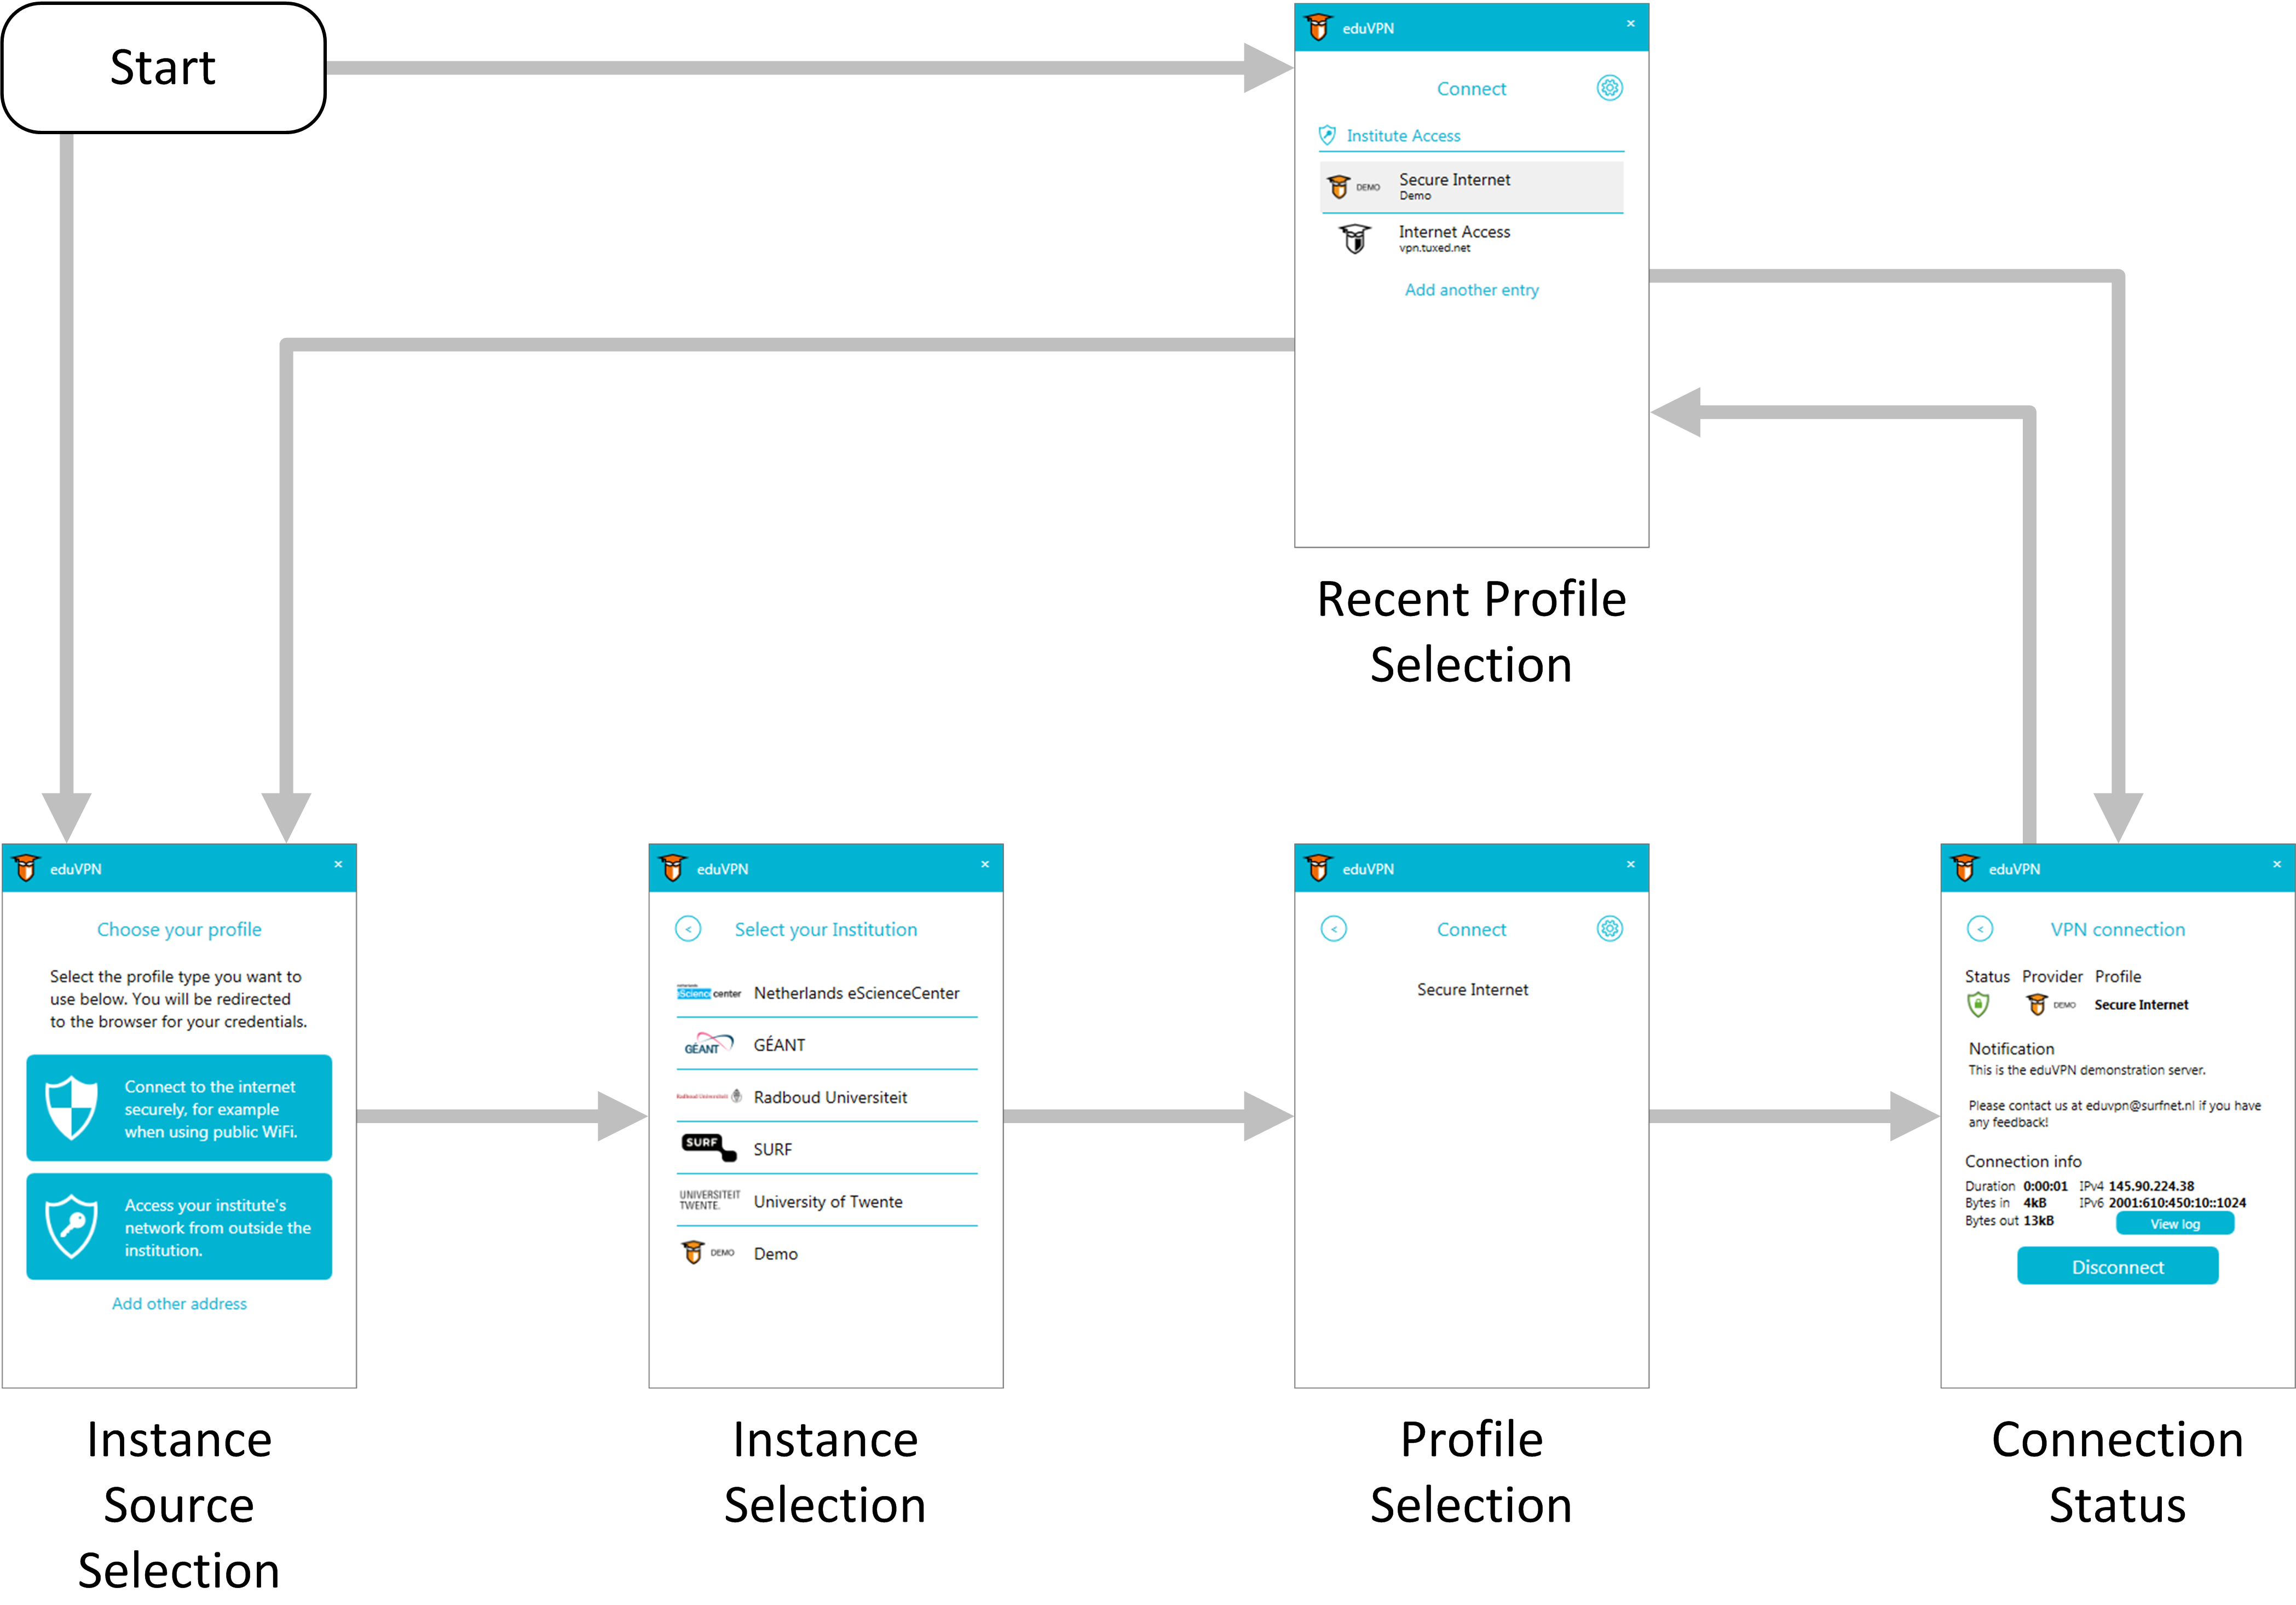 Start
eduVPN
×
Connect
Institute Access
DEMO
Secure Internet
Demo
Internet Access
vpn.tuxed.net
Add another entry
Recent Profile
Selection
eduVPN
×
Choose your profile
Select the profile type you want to
use below. You will be redirected
to the browser for your credentials.
Connect to the internet
securely, for example
when using public WiFi.
Access your institute's
network from outside the
institution.
Add other address
Instance
Source
Selection
eduVPN
×
<
Select your Institution
center
Netherlands eScienceCenter
GÉANT
GÉANT
Radboud Universiteit
Radboud Universiteit
SURF
SURF
UNIVERSITEIT
TWENTE.
University of Twente
DEMO
Demo
Instance
Selection
eduVPN
×
<
Connect
Secure Internet
Profile
Selection
eduVPN
×
<
VPN connection
Status Provider Profile
DEMO
Secure Internet
Notification
This is the eduVPN demonstration server.
Please contact us at eduvpn@surfnet.nl if you have
any feedback!
Connection info
Duration 0:00:01 IPv4 145.90.224.38
Bytes in 4kB IPv6 2001:610:450:10::1024
Bytes out 13kB
View log
Disconnect
Connection
Status